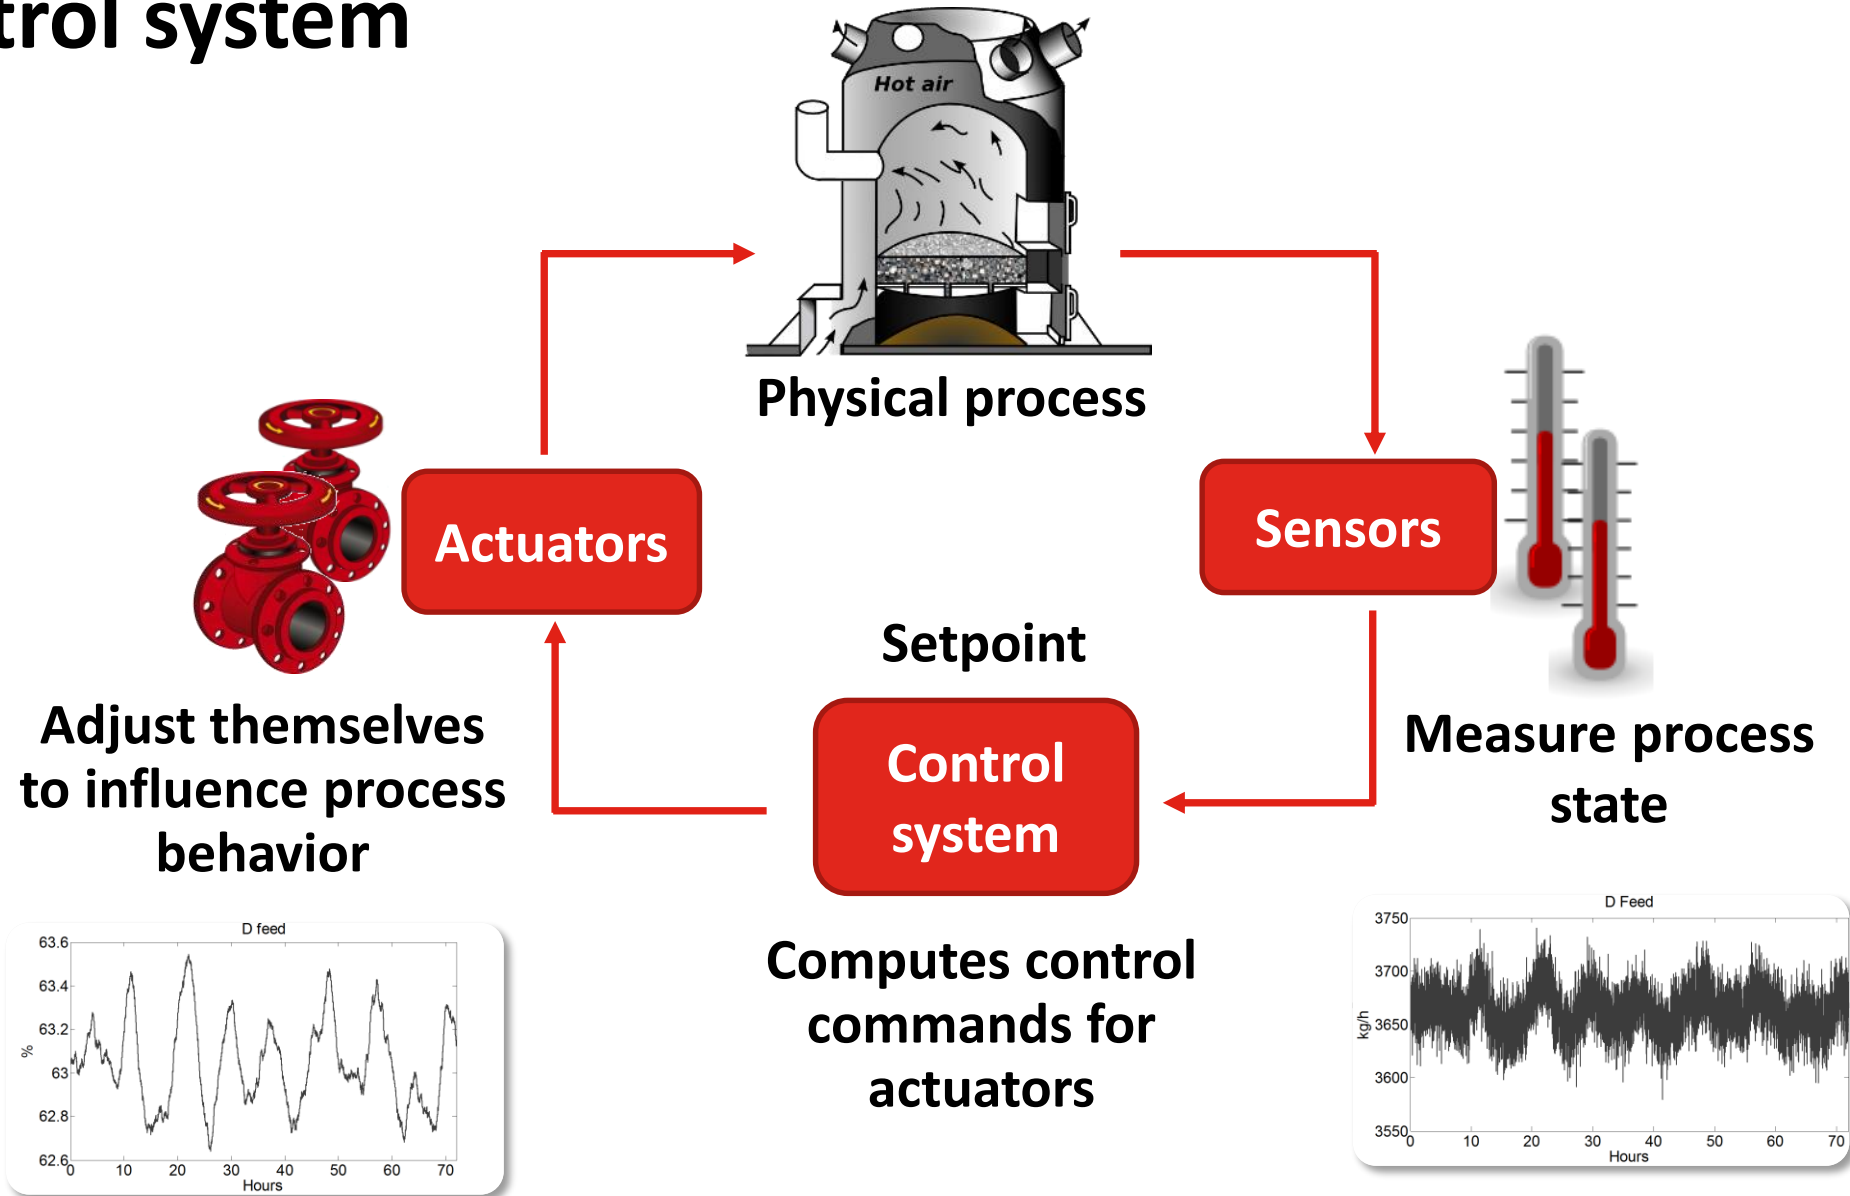 trol system
Hot air
Physical process
Actuators
Sensors
Setpoint
Control
system
Adjust themselves
to influence process
behavior
Measure process
state
Computes control
commands for
actuators
D feed
63.6
63.4
63.2
63
62.8
62.6
%
0 10 20 30 40 50 60 70
Hours
D Feed
3750
3700
3650
3600
3550
kg/h
0 10 20 30 40 50 60 70
Hours